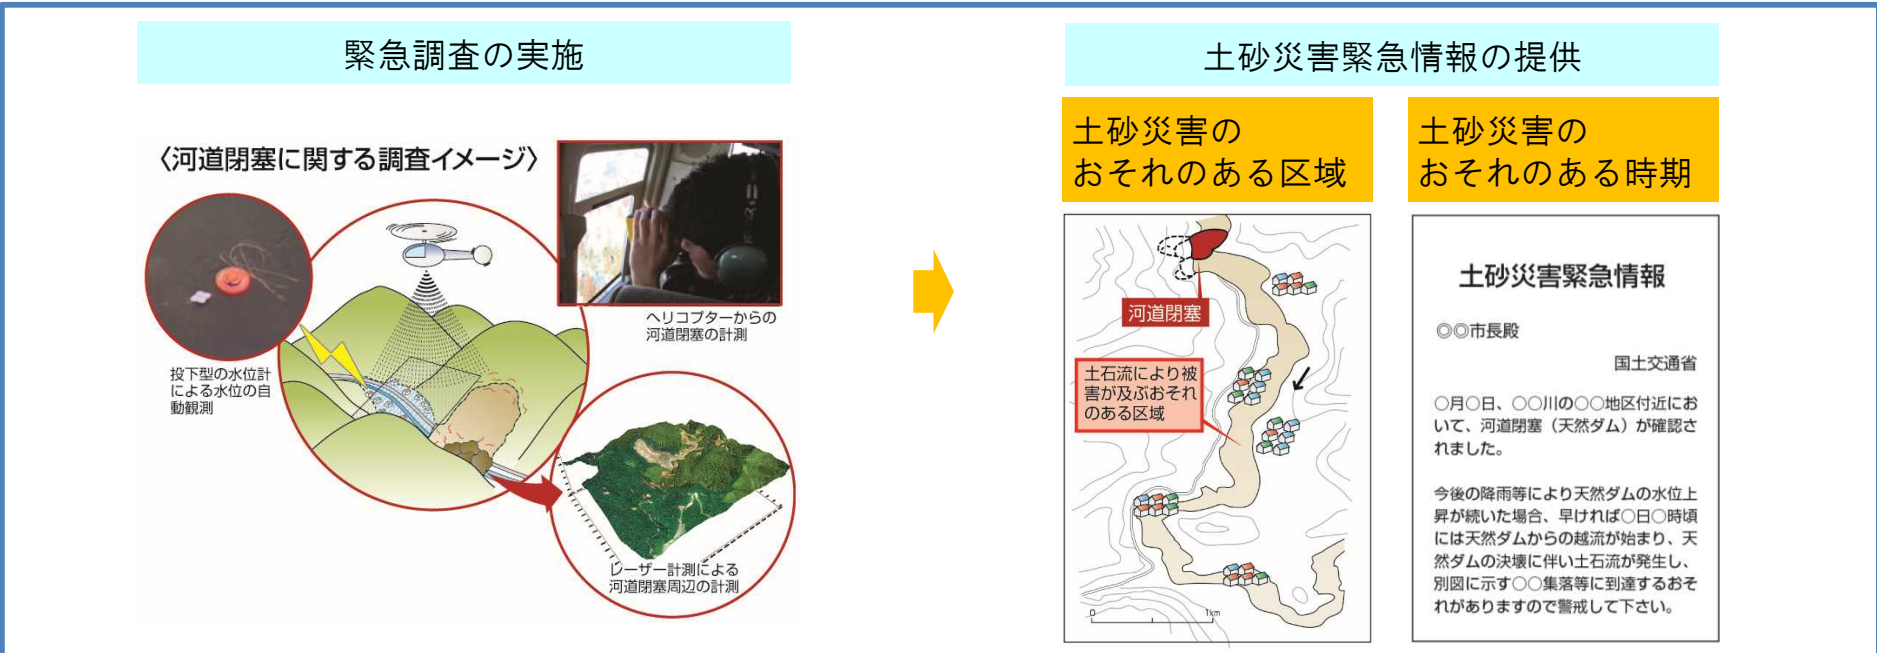 緊急調査の実施
〈河道閉塞に関する調査イメージ〉
ヘリコプターからの
河道閉塞の計測
投下型の水位計
による水位の自
動観測
レーザー計測による
河道閉塞周辺の計測
土砂災害緊急情報の提供
土砂災害の
おそれのある区域
河道閉塞
土石流により被
害が及ぶおそれ
のある区域
0 1km
土砂災害の
おそれのある時期
土砂災害緊急情報
◎◎市長殿
国土交通省
○月○日、○○川の○○地区付近にお
いて、河道閉塞（天然ダム）が確認さ
れました。
今後の降雨等により天然ダムの水位上
昇が続いた場合、早ければ○日○時頃
には天然ダムからの越流が始まり、天
然ダムの決壊に伴い土石流が発生し、
別図に示す○○集落等に到達するおそ
れがありますので警戒して下さい。